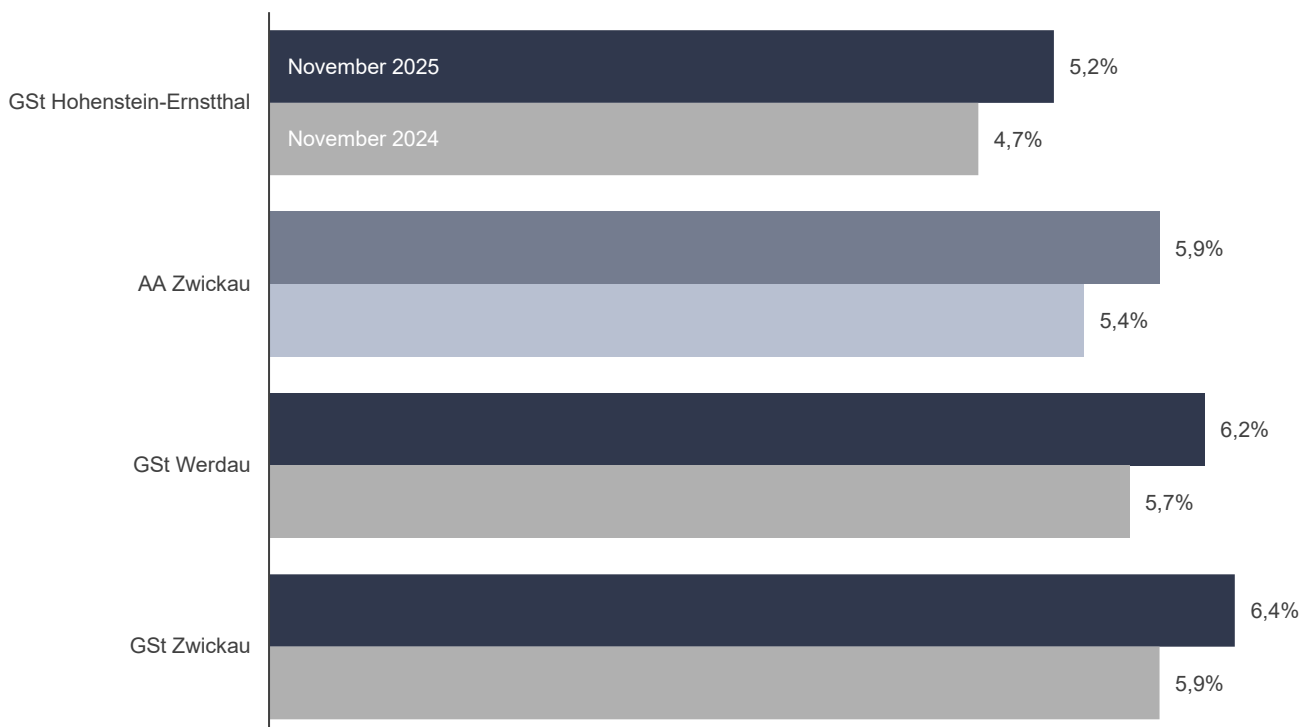 November 2025
5,2%
GSt Hohenstein-Ernstthal
November 2024
4,7%
5,9%
AA Zwickau
5,4%
6,2%
GSt Werdau
5,7%
6,4%
GSt Zwickau
5,9%